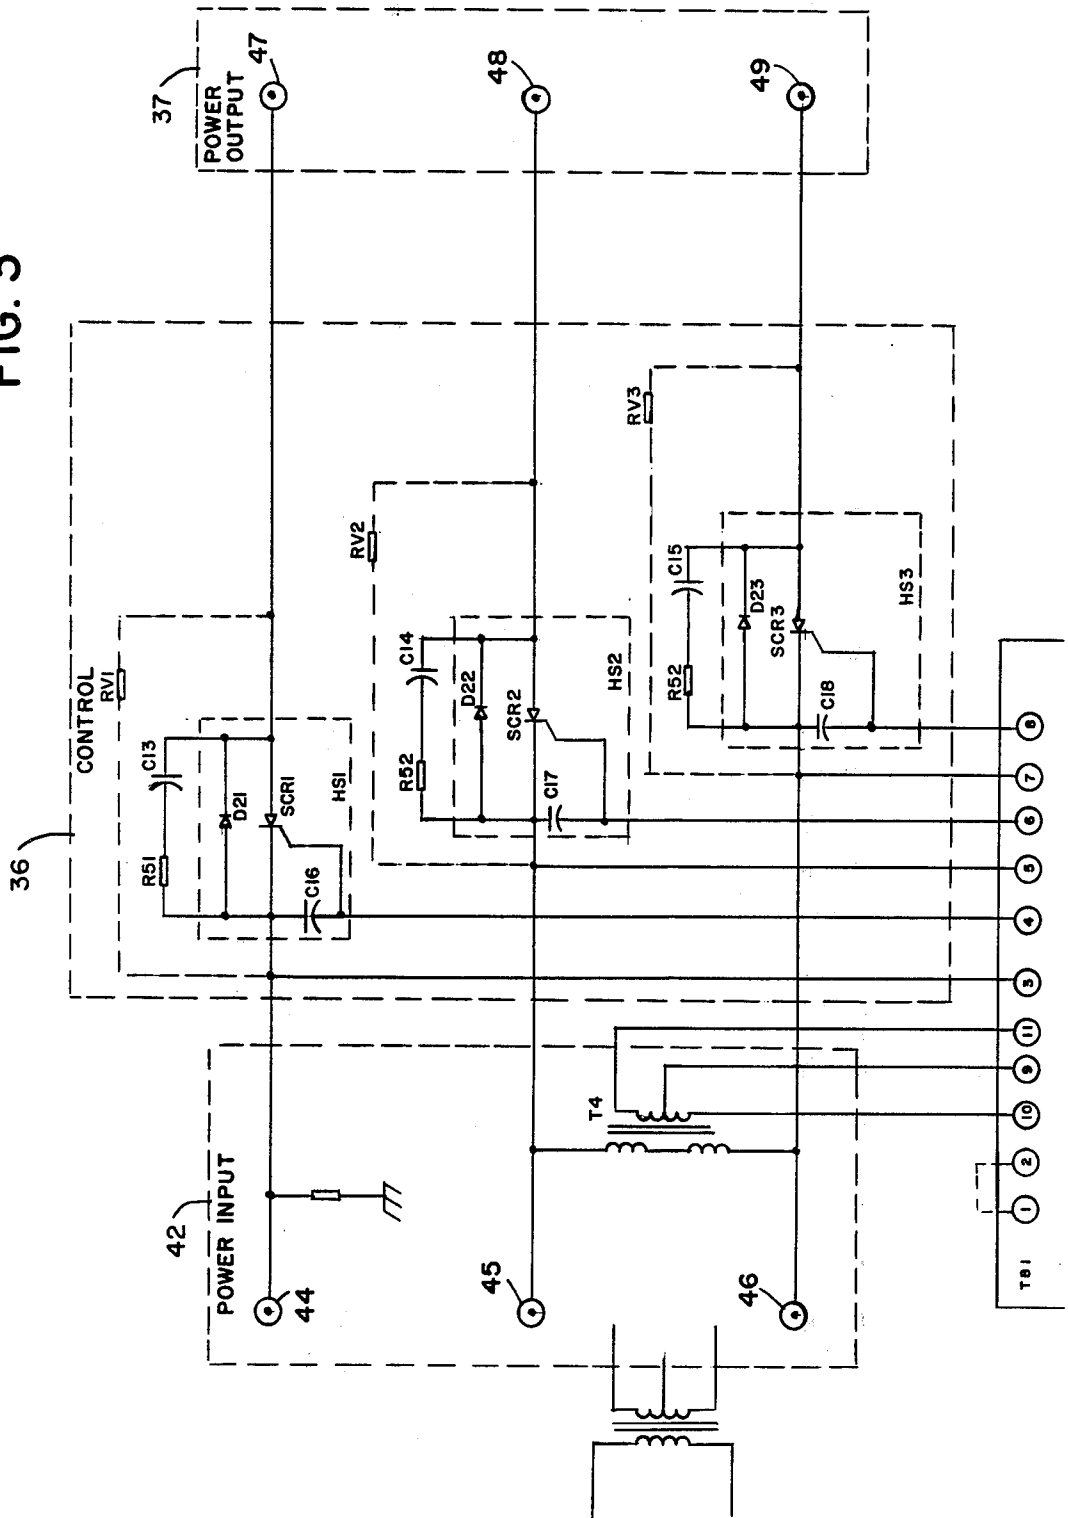 FIG. 5
37
POWER
OUTPUT
47
48
49
36
CONTROL
RV1
C13
R51
D21
SCR1
HS1
C16
RV2
C14
R52
D22
SCR2
HS2
C17
RV3
C15
R52
D23
SCR3
HS3
C18
42
POWER INPUT
44
45
46
T4
TB1
1
2
10
9
11
3
4
5
6
7
8